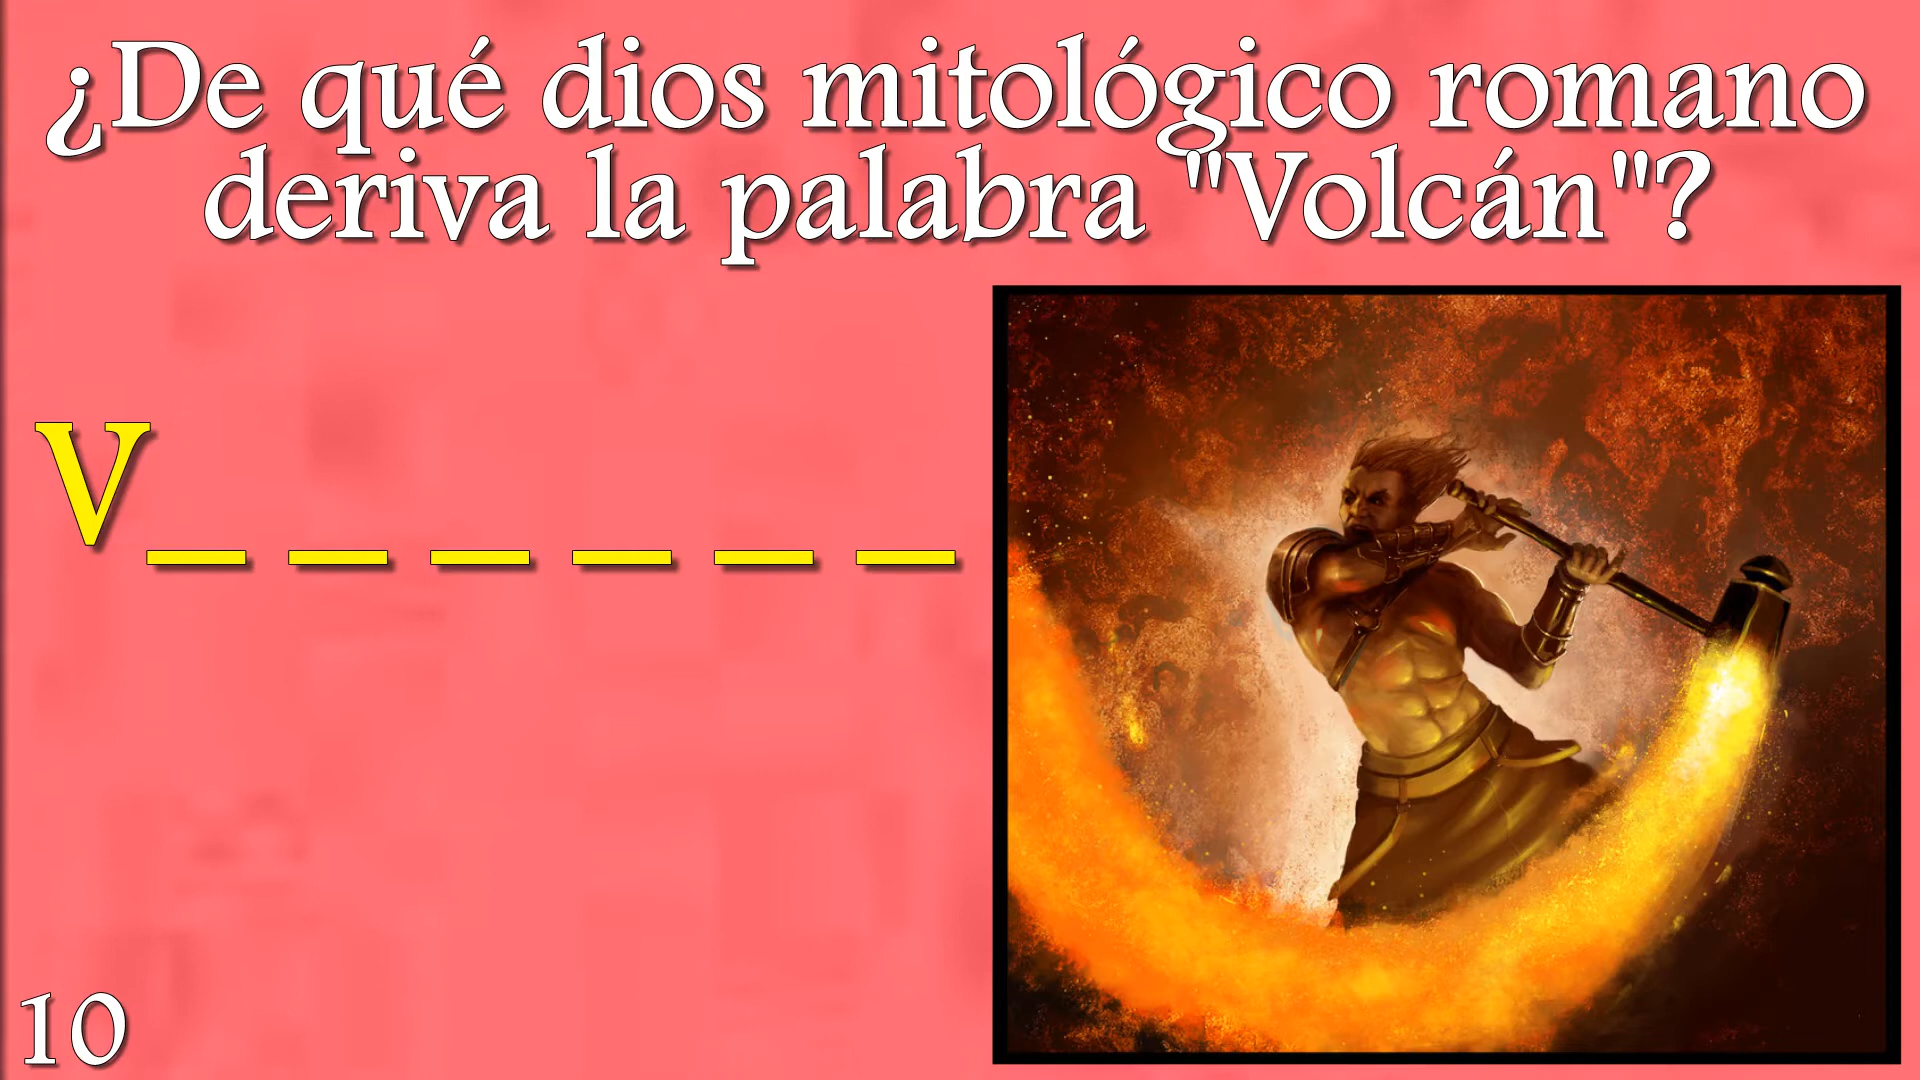 ¿De qué dios mitológico romano
deriva la palabra "Volcán"?
V_ _ _ _ _ _
10